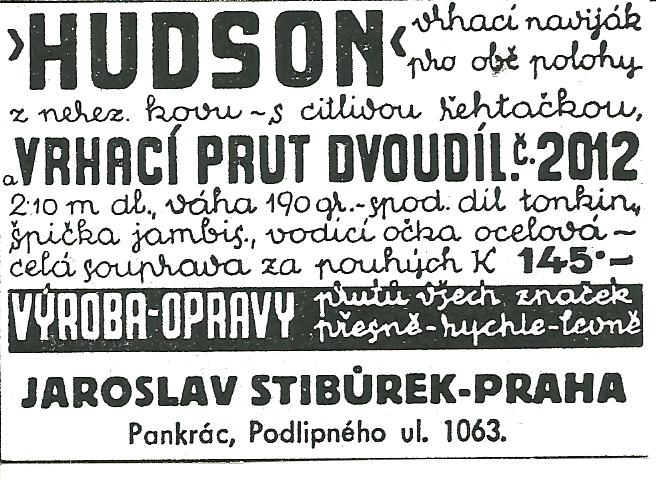 ›HUDSON‹ vrhací naviják
pro obě polohy
z nerez. kovu – s citlivou řehtačkou,
a VRHACÍ PRUT DVOUDÍL. č. 2012
2·10 m dl., váha 190 gr. - spod. díl tonkin,
špička jambis., vodící očka ocelová –
celá souprava za pouhých K 145·–
VÝROBA-OPRAVY prutů všech značek
přesně-rychle-levně
JAROSLAV STIBŮREK-PRAHA
Pankrác, Podlipného ul. 1063.